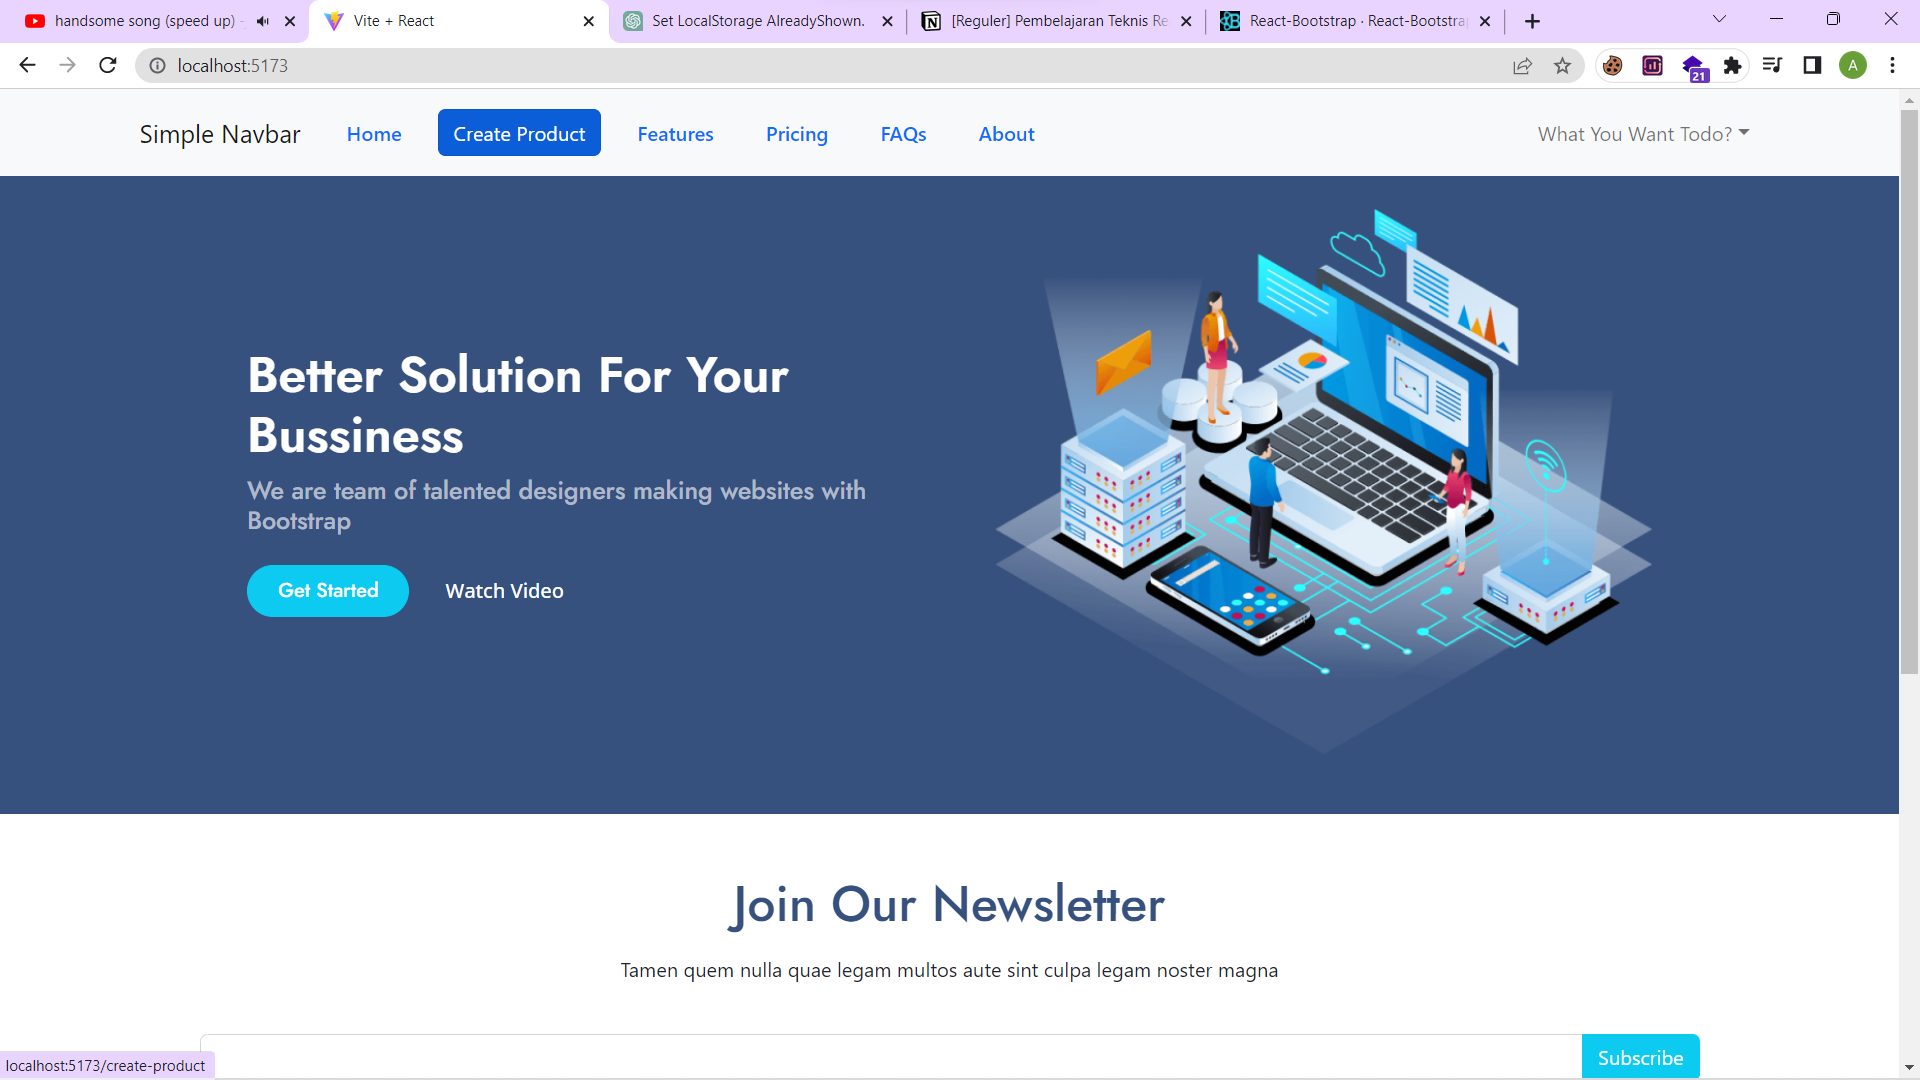 handsome song (speed up) -
Vite + React
Set LocalStorage AlreadyShown.
[Reguler] Pembelajaran Teknis Re
React-Bootstrap · React-Bootstra
localhost:5173
21
A
Simple Navbar
Home
Create Product
Features
Pricing
FAQs
About
What You Want Todo?
Better Solution For Your
Bussiness
We are team of talented designers making websites with
Bootstrap
Get Started
Watch Video
Join Our Newsletter
Tamen quem nulla quae legam multos aute sint culpa legam noster magna
Subscribe
localhost:5173/create-product